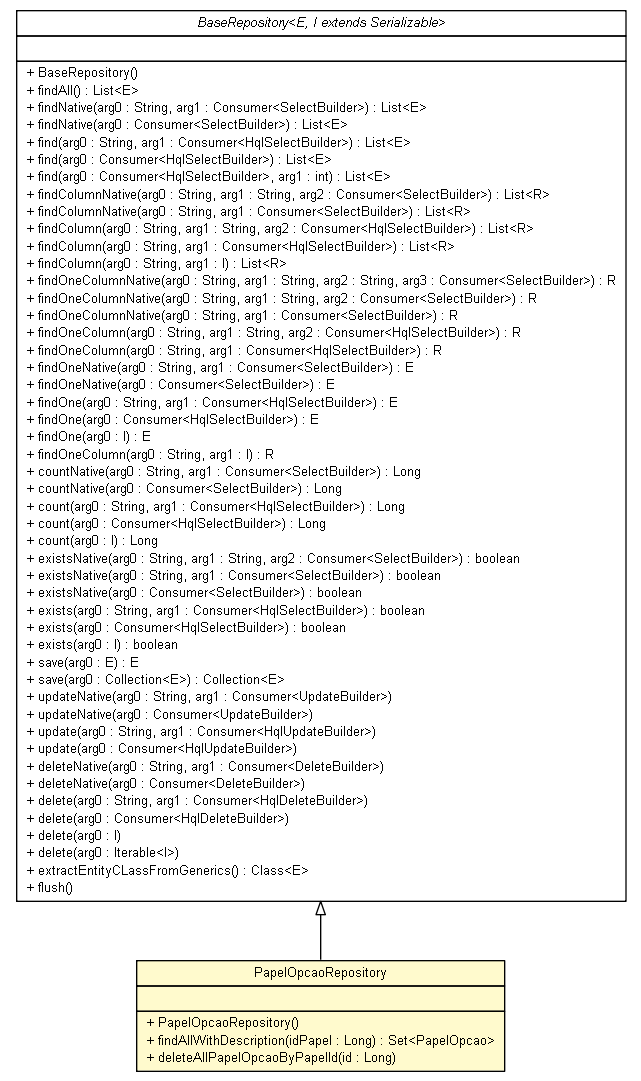 BaseRepository<E, I extends Serializable>
+ BaseRepository()
+ findAll() : List<E>
+ findNative(arg0 : String, arg1 : Consumer<SelectBuilder>) : List<E>
+ findNative(arg0 : Consumer<SelectBuilder>) : List<E>
+ find(arg0 : String, arg1 : Consumer<HqlSelectBuilder>) : List<E>
+ find(arg0 : Consumer<HqlSelectBuilder>) : List<E>
+ find(arg0 : Consumer<HqlSelectBuilder>, arg1 : int) : List<E>
+ findColumnNative(arg0 : String, arg1 : String, arg2 : Consumer<SelectBuilder>) : List<R>
+ findColumnNative(arg0 : String, arg1 : Consumer<SelectBuilder>) : List<R>
+ findColumn(arg0 : String, arg1 : String, arg2 : Consumer<HqlSelectBuilder>) : List<R>
+ findColumn(arg0 : String, arg1 : Consumer<HqlSelectBuilder>) : List<R>
+ findColumn(arg0 : String, arg1 : I) : List<R>
+ findOneColumnNative(arg0 : String, arg1 : String, arg2 : String, arg3 : Consumer<SelectBuilder>) : R
+ findOneColumnNative(arg0 : String, arg1 : String, arg2 : Consumer<SelectBuilder>) : R
+ findOneColumnNative(arg0 : String, arg1 : Consumer<SelectBuilder>) : R
+ findOneColumn(arg0 : String, arg1 : String, arg2 : Consumer<HqlSelectBuilder>) : R
+ findOneColumn(arg0 : String, arg1 : Consumer<HqlSelectBuilder>) : R
+ findOneNative(arg0 : String, arg1 : Consumer<SelectBuilder>) : E
+ findOneNative(arg0 : Consumer<SelectBuilder>) : E
+ findOne(arg0 : String, arg1 : Consumer<HqlSelectBuilder>) : E
+ findOne(arg0 : Consumer<HqlSelectBuilder>) : E
+ findOne(arg0 : I) : E
+ findOneColumn(arg0 : String, arg1 : I) : R
+ countNative(arg0 : String, arg1 : Consumer<SelectBuilder>) : Long
+ countNative(arg0 : Consumer<SelectBuilder>) : Long
+ count(arg0 : String, arg1 : Consumer<HqlSelectBuilder>) : Long
+ count(arg0 : Consumer<HqlSelectBuilder>) : Long
+ count(arg0 : I) : Long
+ existsNative(arg0 : String, arg1 : String, arg2 : Consumer<SelectBuilder>) : boolean
+ existsNative(arg0 : String, arg1 : Consumer<SelectBuilder>) : boolean
+ existsNative(arg0 : Consumer<SelectBuilder>) : boolean
+ exists(arg0 : String, arg1 : Consumer<HqlSelectBuilder>) : boolean
+ exists(arg0 : Consumer<HqlSelectBuilder>) : boolean
+ exists(arg0 : I) : boolean
+ save(arg0 : E) : E
+ save(arg0 : Collection<E>) : Collection<E>
+ updateNative(arg0 : String, arg1 : Consumer<UpdateBuilder>)
+ updateNative(arg0 : Consumer<UpdateBuilder>)
+ update(arg0 : String, arg1 : Consumer<HqlUpdateBuilder>)
+ update(arg0 : Consumer<HqlUpdateBuilder>)
+ deleteNative(arg0 : String, arg1 : Consumer<DeleteBuilder>)
+ deleteNative(arg0 : Consumer<DeleteBuilder>)
+ delete(arg0 : String, arg1 : Consumer<HqlDeleteBuilder>)
+ delete(arg0 : Consumer<HqlDeleteBuilder>)
+ delete(arg0 : I)
+ delete(arg0 : Iterable<I>)
+ extractEntityCLassFromGenerics() : Class<E>
+ flush()
PapelOpcaoRepository
+ PapelOpcaoRepository()
+ findAllWithDescription(idPapel : Long) : Set<PapelOpcao>
+ deleteAllPapelOpcaoByPapelId(id : Long)